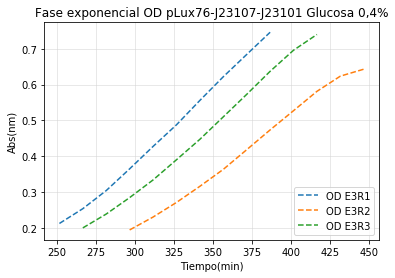 Fase exponencial OD pLux76-J23107-J23101 Glucosa 0,4%
Abs(nm)
0.7
0.6
0.5
0.4
0.3
0.2
OD E3R1
OD E3R2
OD E3R3
250 275 300 325 350 375 400 425 450
Tiempo(min)